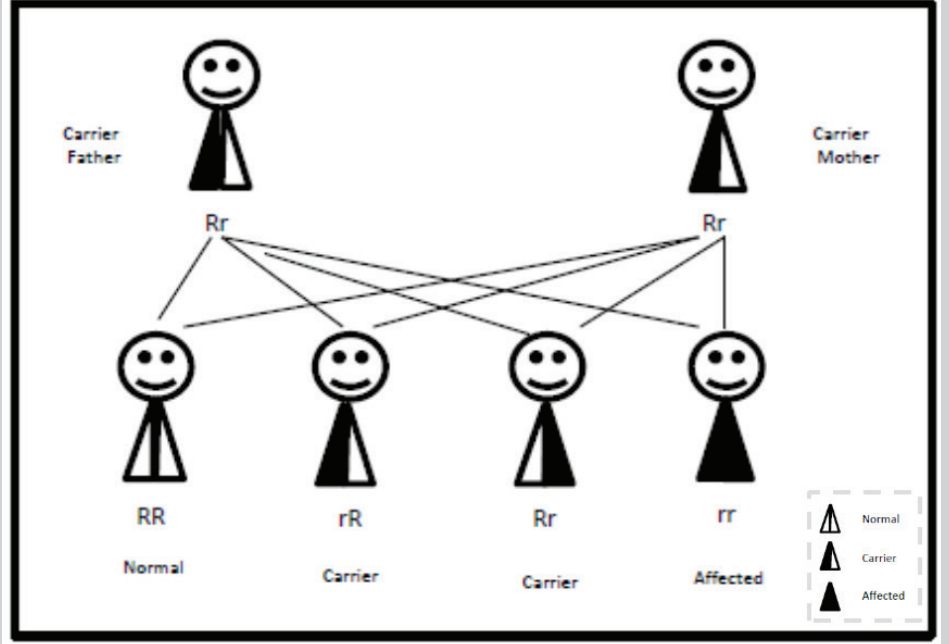 Carrier
Father
Carrier
Mother
Rr
Rr
RR
rR
Rr
rr
Normal
Carrier
Carrier
Affected
Normal
Carrier
Affected